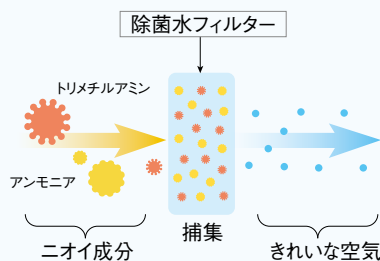 除菌水フィルター
トリメチルアミン
アンモニア
ニオイ成分
捕集
きれいな空気